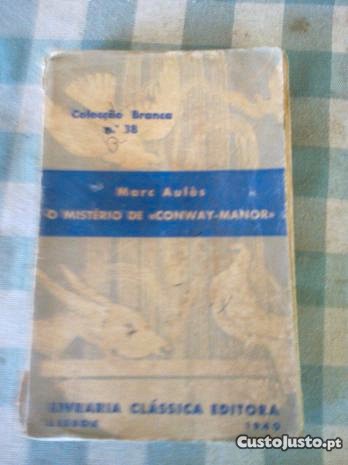 Colecção Branca
n.º 38
Marc Aulès
O MISTÉRIO DE «CONWAY-MANOR»
LIVRARIA CLÁSSICA EDITORA
LISBOA 1940
CustoJusto.pt